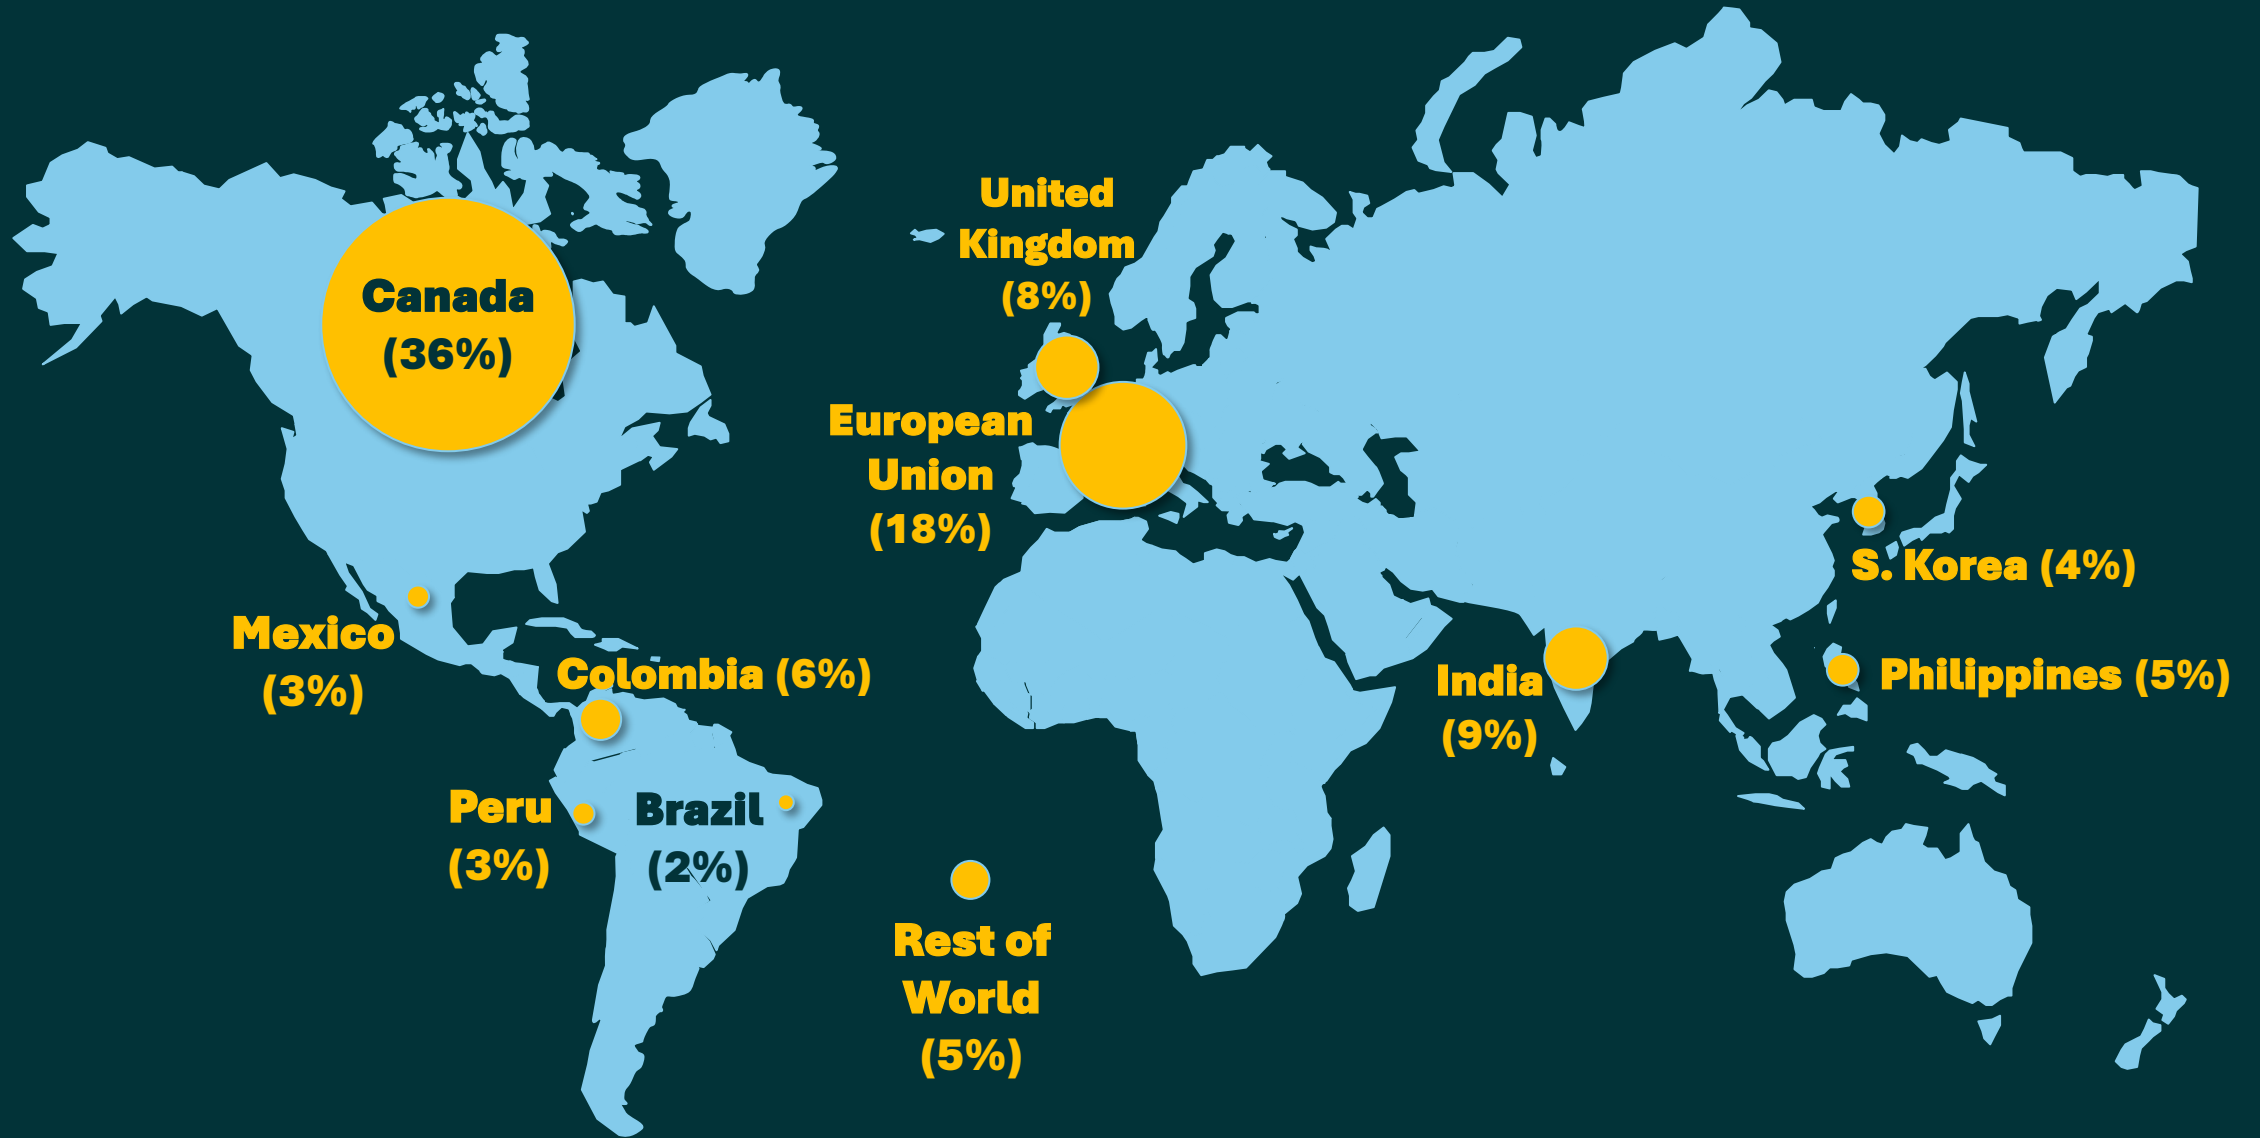 Canada
(36%)
United
Kingdom
(8%)
European
Union
(18%)
S. Korea (4%)
Mexico
(3%)
Colombia (6%)
India
(9%)
Philippines (5%)
Peru
(3%)
Brazil
(2%)
Rest of
World
(5%)